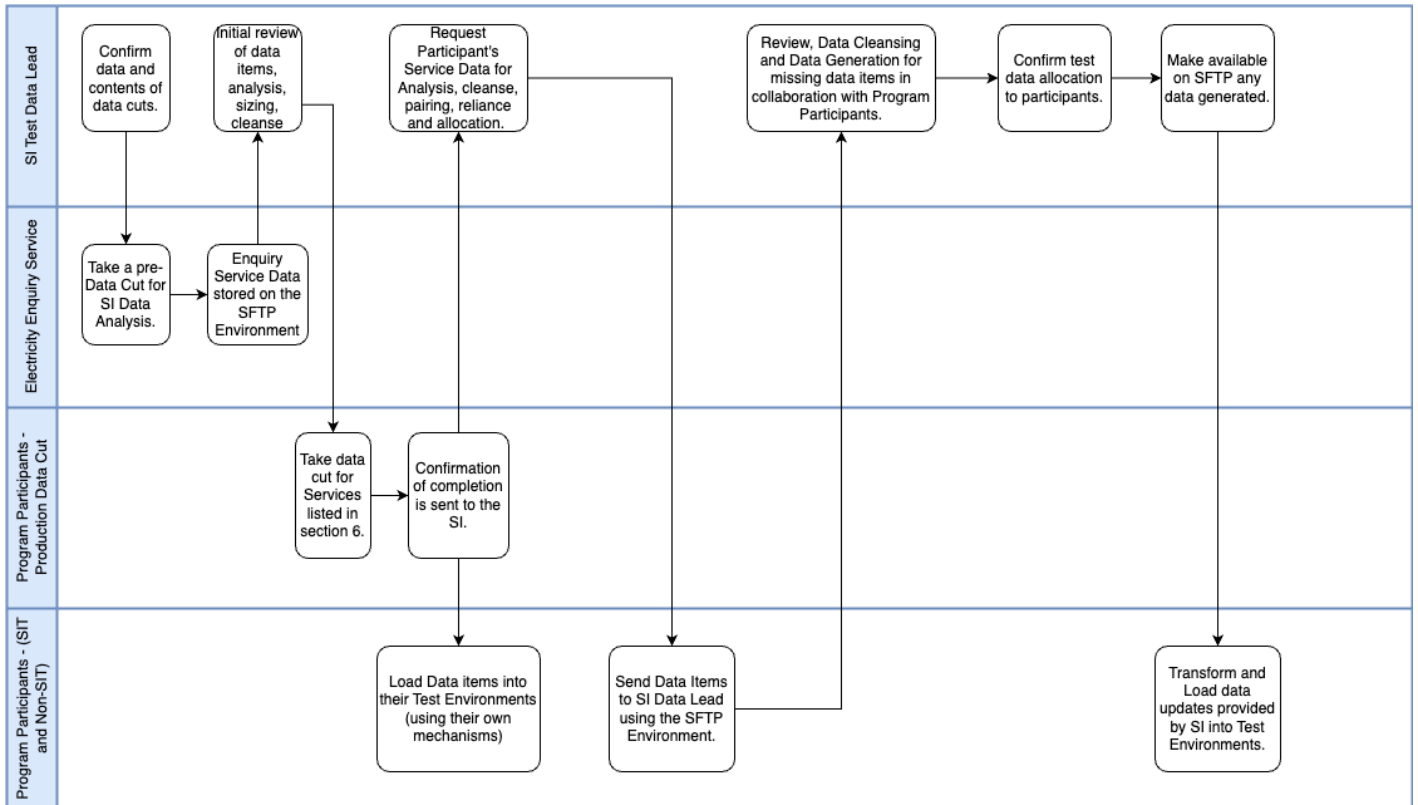 SI Test Data Lead
Confirm
data and
contents of
data cuts.
Initial review
of data
items,
analysis,
sizing,
cleanse
Request
Participant's
Service Data for
Analysis, cleanse,
pairing, reliance
and allocation.
Review, Data Cleansing
and Data Generation for
missing data items in
collaboration with Program
Participants.
Confirm test
data allocation
to participants.
Make available
on SFTP any
data generated.
Electricity Enquiry Service
Take a pre-
Data Cut for
SI Data
Analysis.
Enquiry
Service Data
stored on the
SFTP
Environment
Program Participants -
Production Data Cut
Take data
cut for
Services
listed in
section 6.
Confirmation
of completion
is sent to the
SI.
Program Participants - (SIT
and Non-SIT)
Load Data items into
their Test Environments
(using their own
mechanisms)
Send Data Items
to SI Data Lead
using the SFTP
Environment.
Transform and
Load data
updates provided
by SI into Test
Environments.